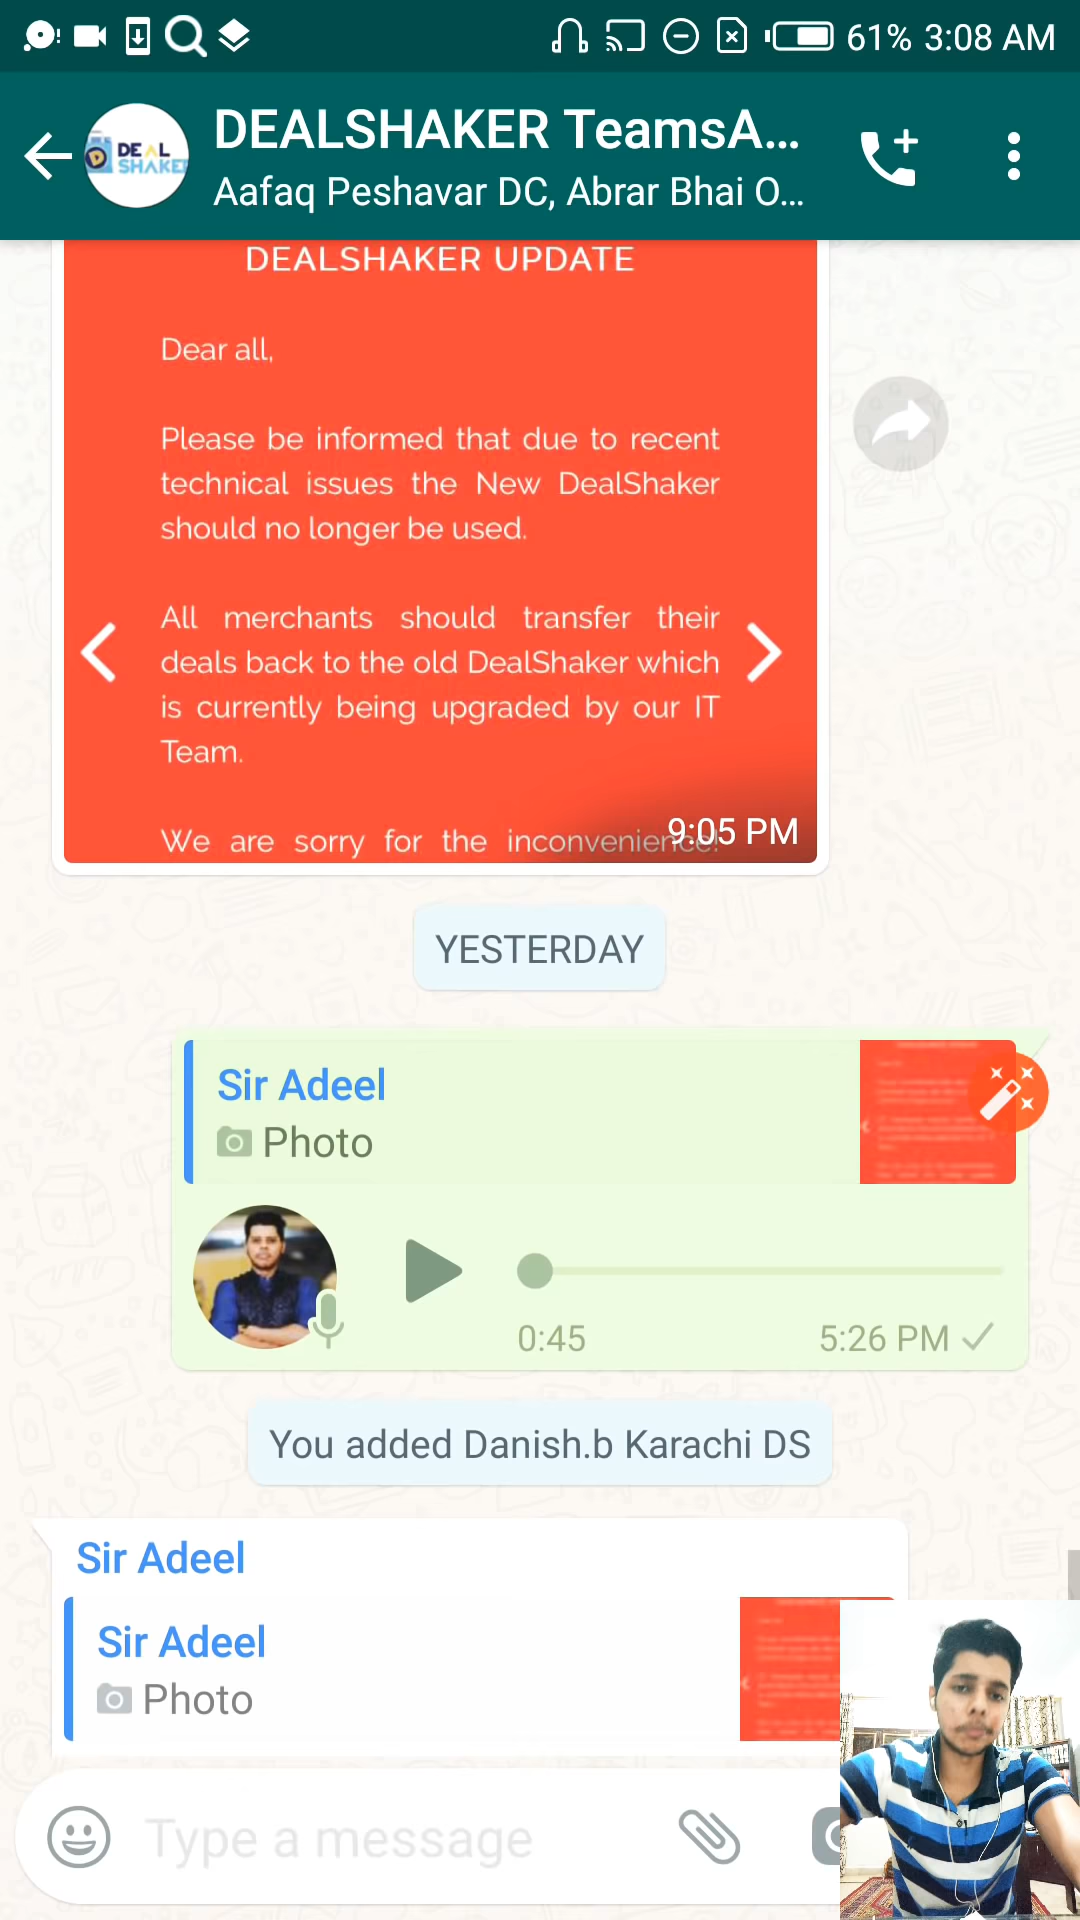 61% 3:08 AM
DEAL
SHAKER
DEALSHAKER TeamsA...
Aafaq Peshavar DC, Abrar Bhai O...
DEALSHAKER UPDATE
Dear all,
Please be informed that due to recent
technical issues the New DealShaker
should no longer be used.
All merchants should transfer their
deals back to the old DealShaker which
is currently being upgraded by our IT
Team.
We are sorry for the inconvenience!
9:05 PM
YESTERDAY
Sir Adeel
Photo
0:45
5:26 PM
You added Danish.b Karachi DS
Sir Adeel
Sir Adeel
Photo
Type a message